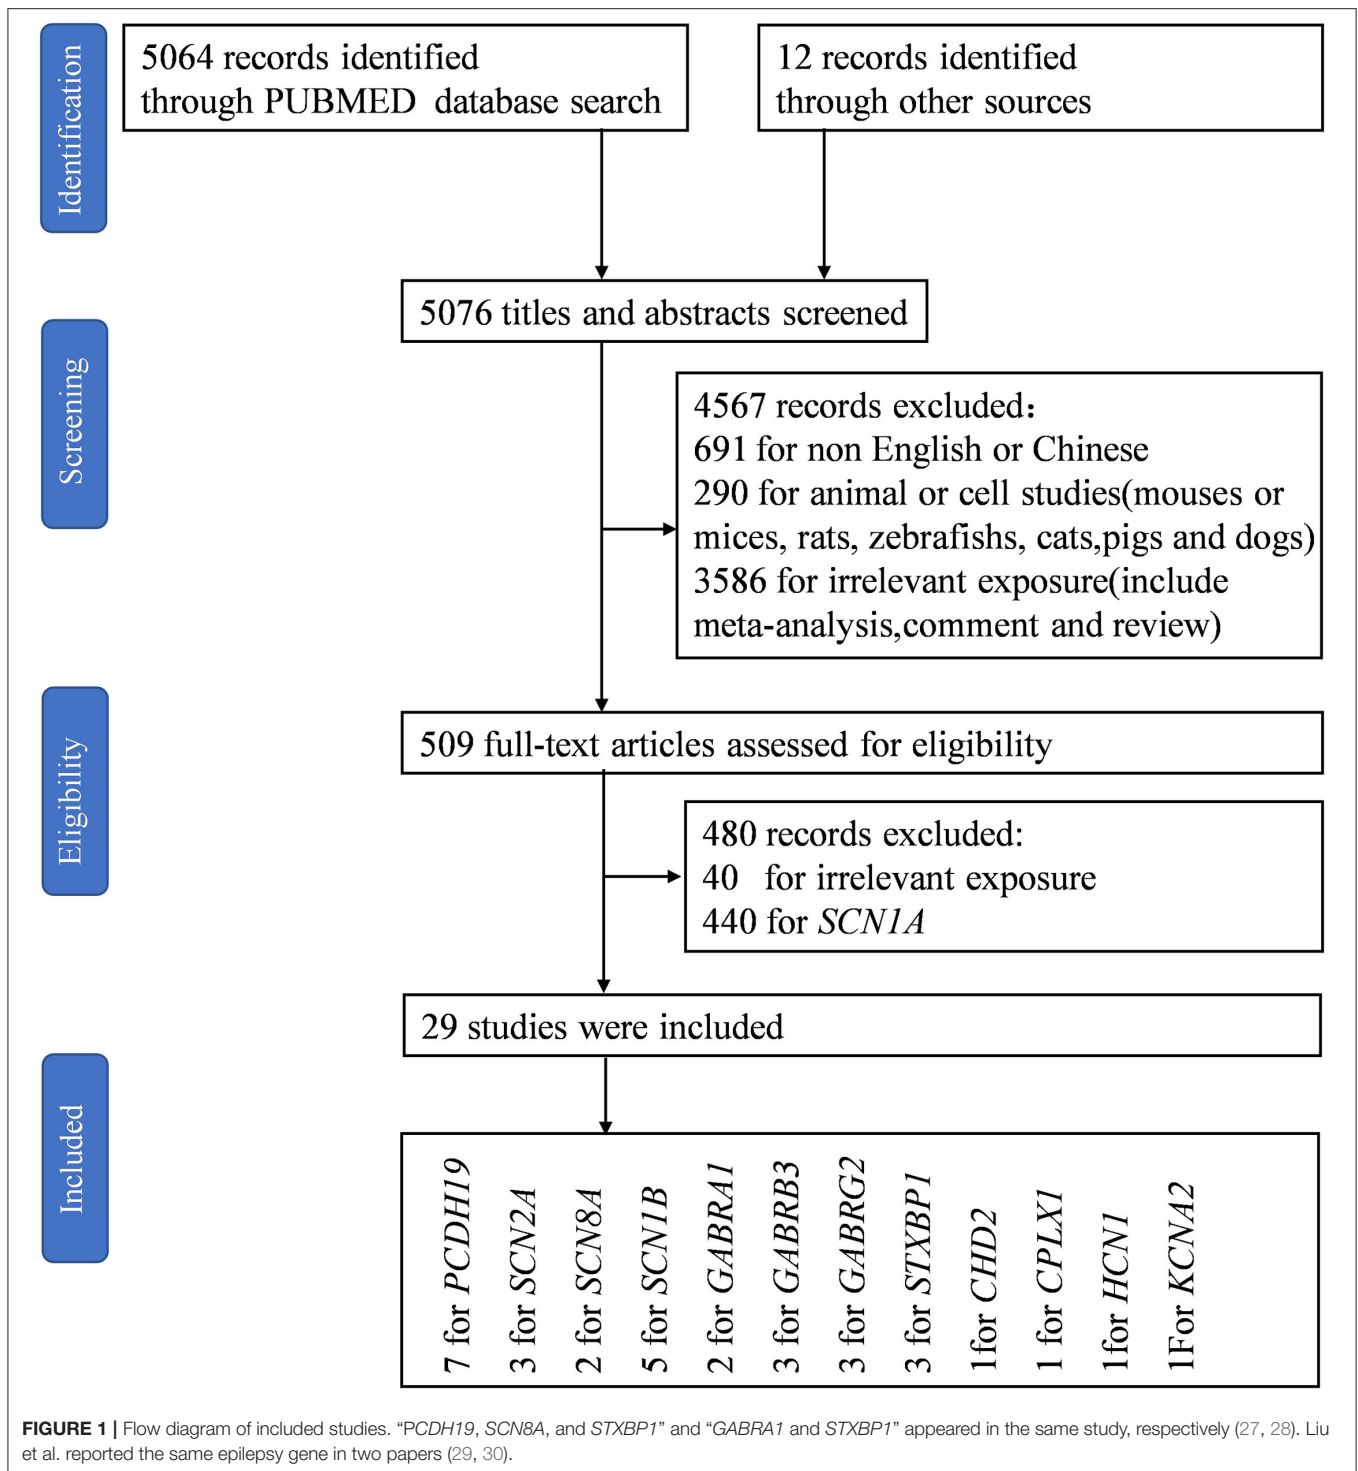 Identification
5064 records identified
through PUBMED database search
12 records identified
through other sources
5076 titles and abstracts screened
Screening
4567 records excluded:
691 for non English or Chinese
290 for animal or cell studies(mouses or
mices, rats, zebrafishs, cats,pigs and dogs)
3586 for irrelevant exposure(include
meta-analysis,comment and review)
Eligibility
509 full-text articles assessed for eligibility
480 records excluded:
40 for irrelevant exposure
440 for SCN1A
29 studies were included
Included
7 for PCDH19
3 for SCN2A
2 for SCN8A
5 for SCN1B
2 for GABRA1
3 for GABRB3
3 for GABRG2
3 for STXBP1
1for CHD2
1 for CPLX1
1for HCN1
1For KCNA2
FIGURE 1 | Flow diagram of included studies. “PCDH19, SCN8A, and STXBP1” and “GABRA1 and STXBP1” appeared in the same study, respectively (27, 28). Liu
et al. reported the same epilepsy gene in two papers (29, 30).